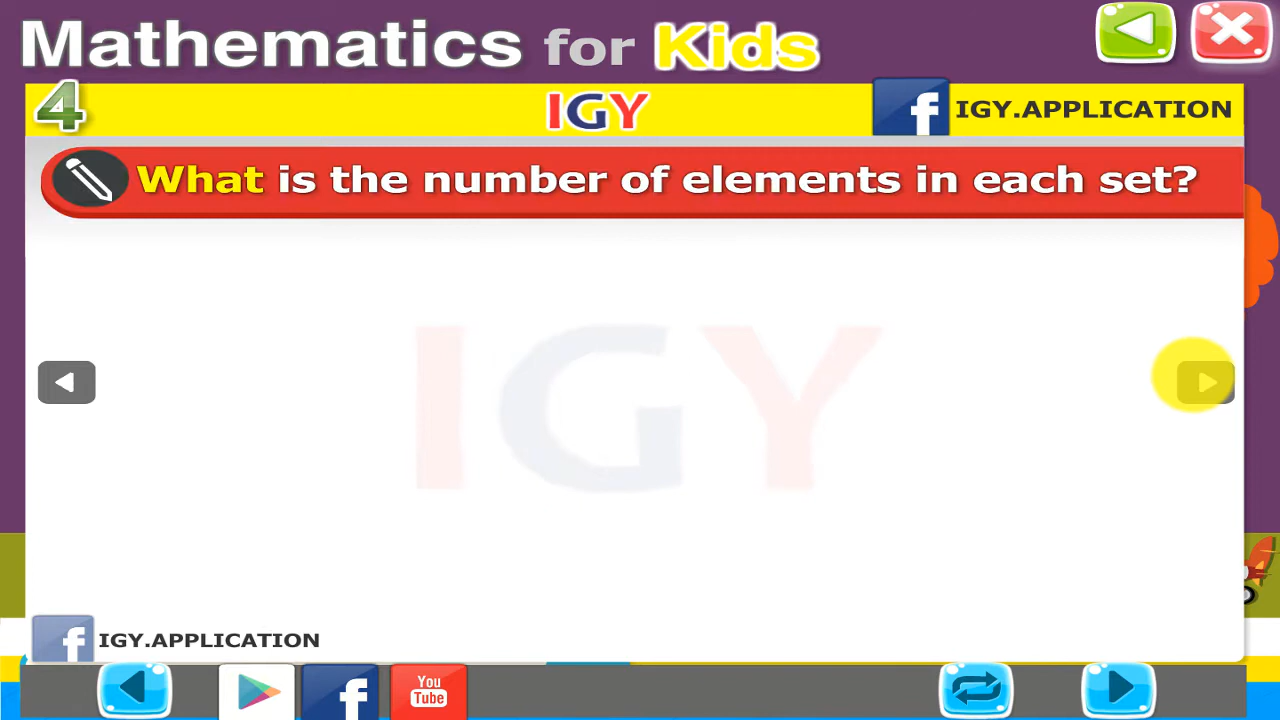 Mathematics for Kids
4
IGY
f IGY.APPLICATION
What is the number of elements in each set?
IGY
f IGY.APPLICATION
f
You
Tube